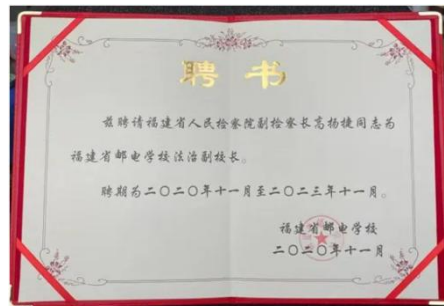 聘书
兹聘请福建省人民检察院副检察长高扬捷同志为
福建省邮电学校法治副校长。
聘期为二〇二〇年十一月至二〇二三年十一月。
福建省邮电学校
二〇二〇年十一月